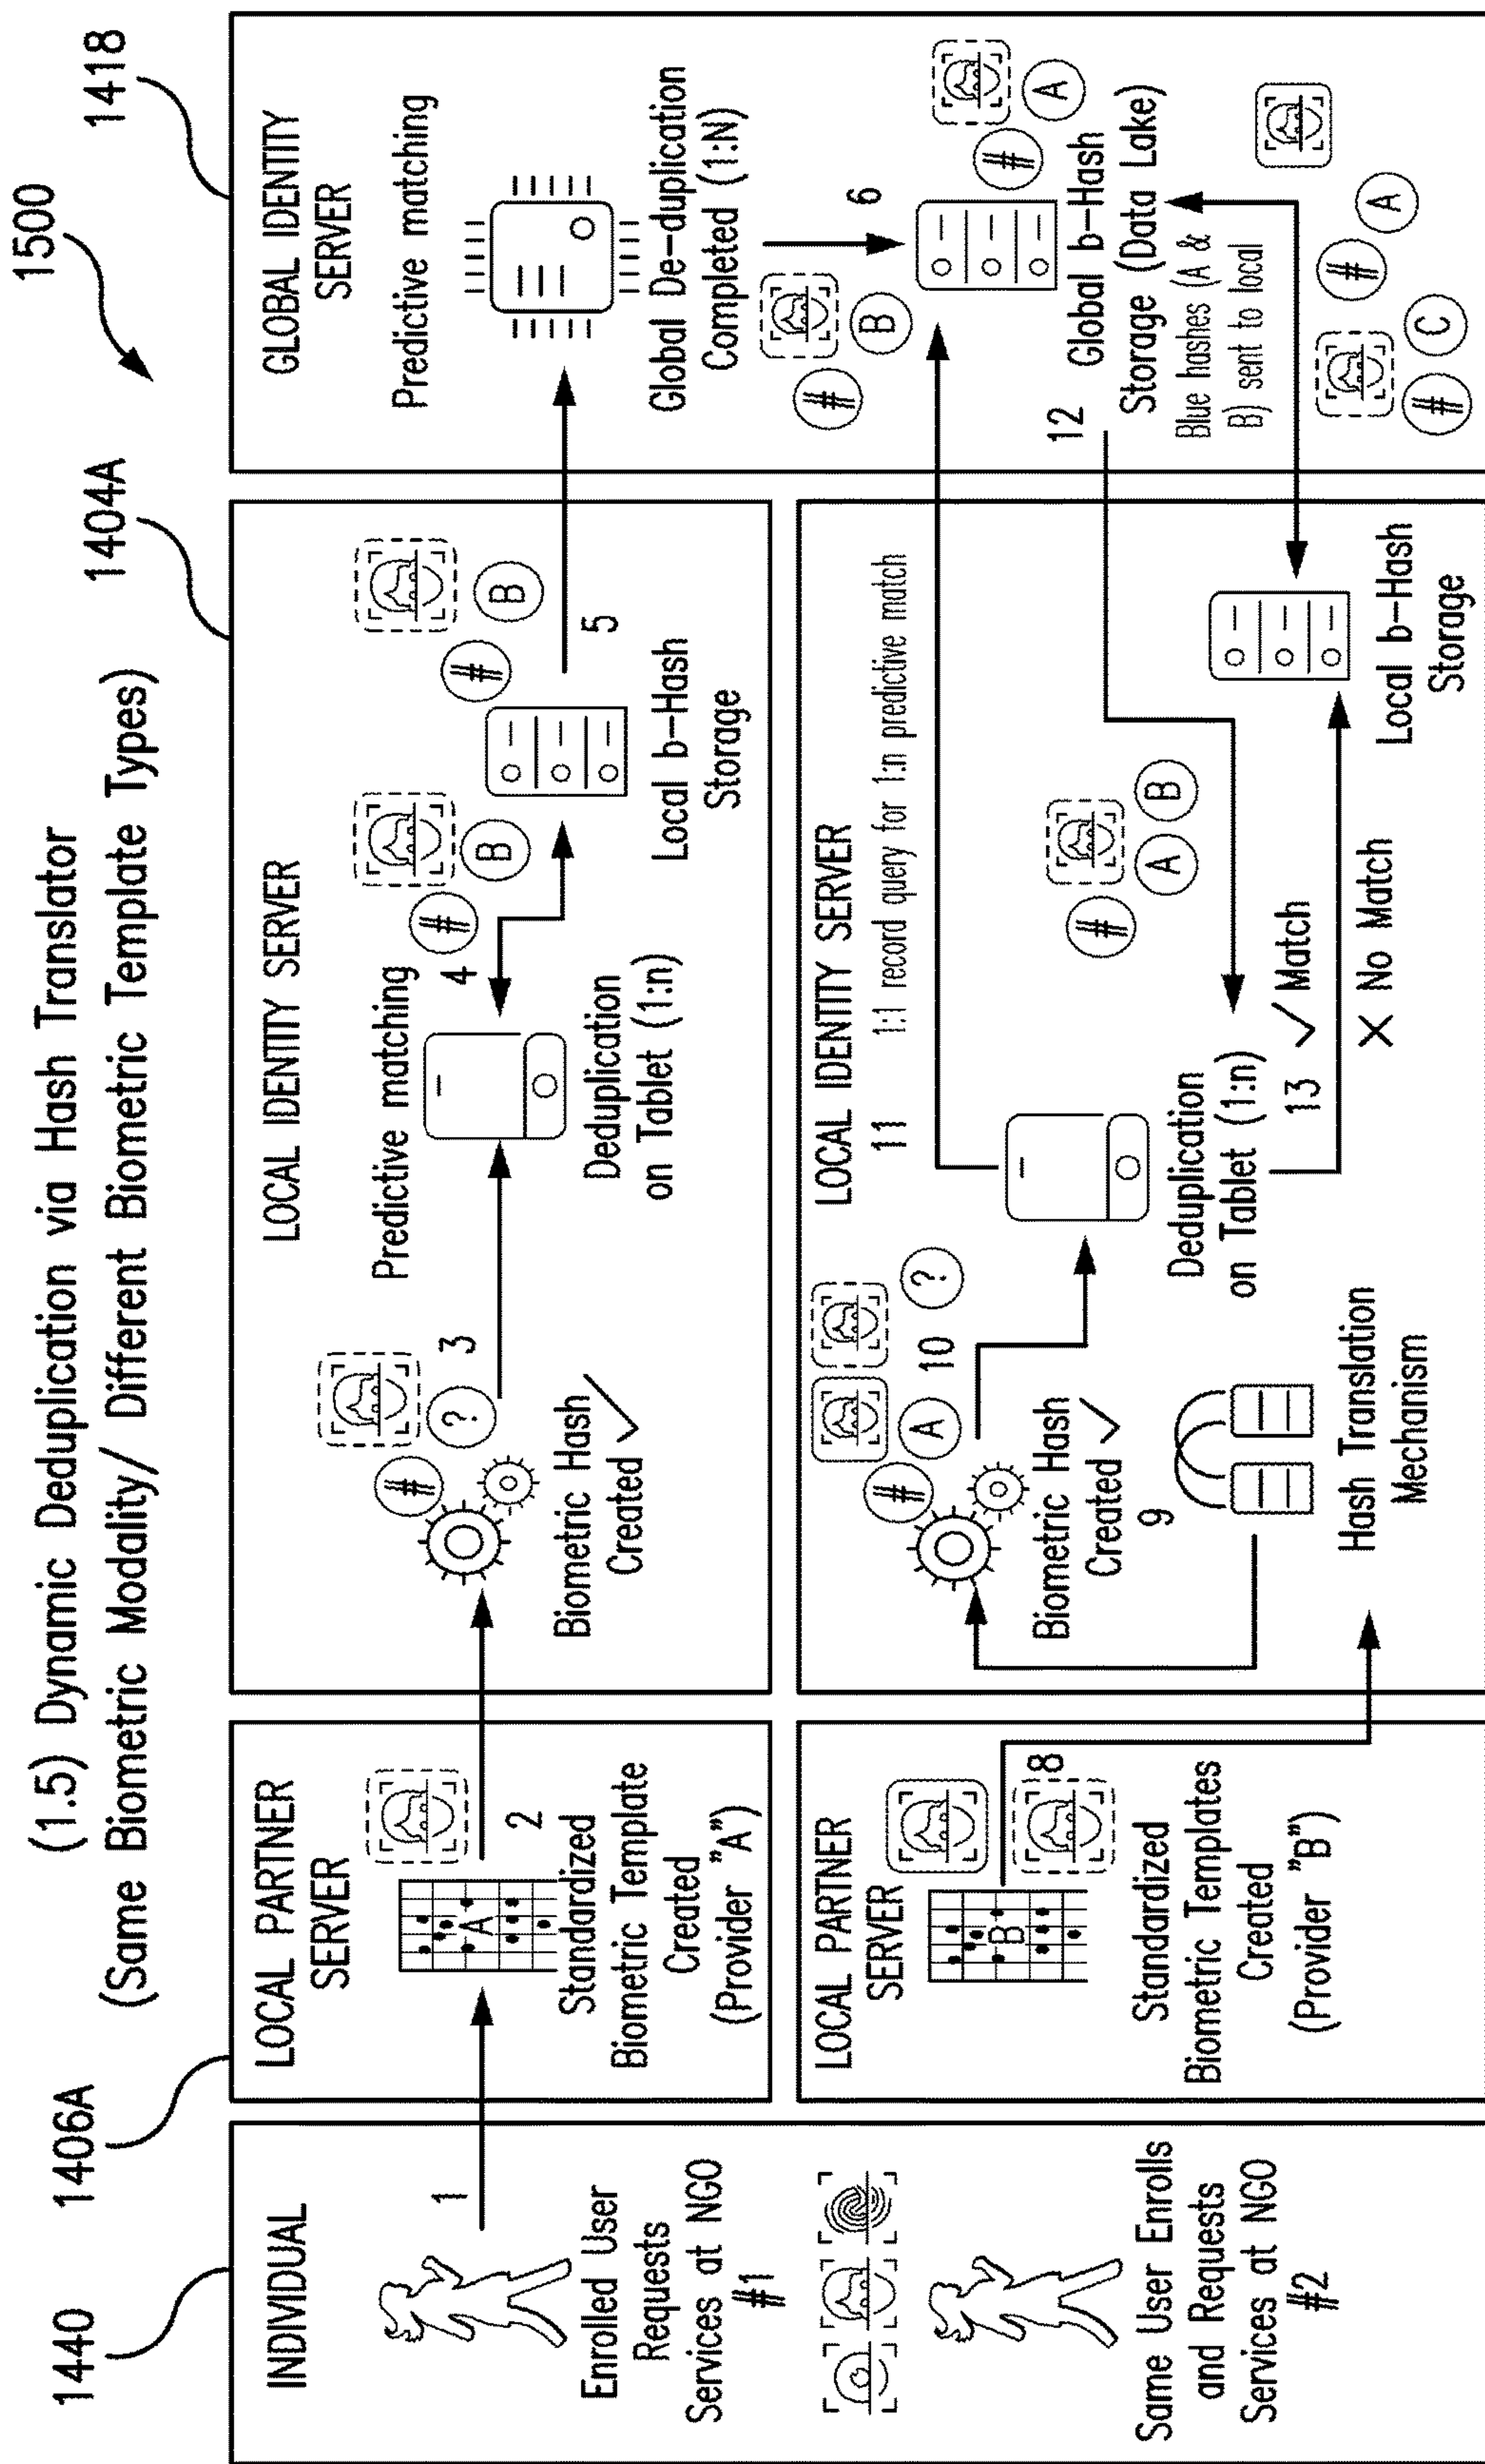 (1.5) Dynamic Deduplication via Hash Translator
(Same Biometric Modality/ Different Biometric Template Types)
1500
1440
1406A
1404A
1418
INDIVIDUAL
1
Enrolled User
Requests
Services at NGO
#1
Same User Enrolls
and Requests
Services at NGO
#2
LOCAL PARTNER
SERVER
A
2
Standardized
Biometric Template
Created
(Provider "A")
LOCAL PARTNER
SERVER
B
8
Standardized
Biometric Templates
Created
(Provider "B")
LOCAL IDENTITY SERVER
#
?
3
Biometric Hash
Created
Predictive matching
4
Deduplication
on Tablet (1:n)
#
B
Local b-Hash
Storage
#
B
5
LOCAL IDENTITY SERVER
11
1:1 record query for 1:n predictive match
#
A
?
10
Biometric Hash
Created
9
Hash Translation
Mechanism
Deduplication
on Tablet (1:n)
13
Match
No Match
#
A
B
Local b-Hash
Storage
GLOBAL IDENTITY
SERVER
Predictive matching
Global De-duplication
Completed (1:N)
#
B
6
#
A
12
Global b-Hash
Storage (Data Lake)
Blue hashes (A &
B) sent to local
#
A
#
C